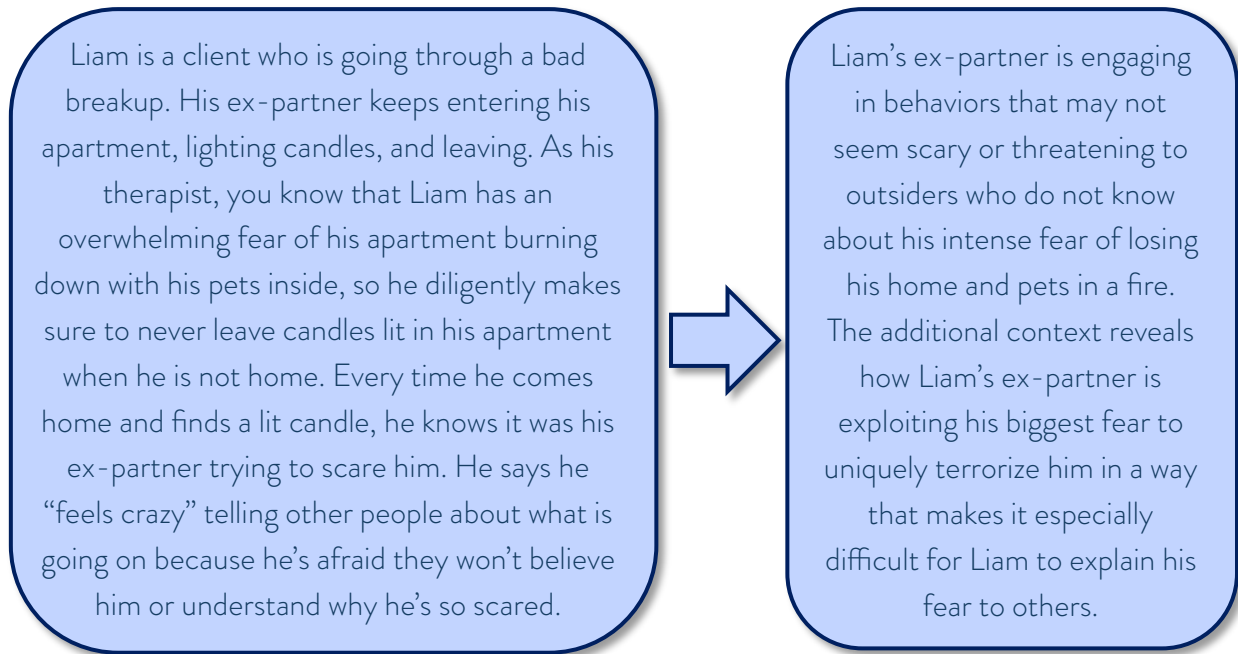 Liam is a client who is going through a bad
breakup. His ex-partner keeps entering his
apartment, lighting candles, and leaving. As his
therapist, you know that Liam has an
overwhelming fear of his apartment burning
down with his pets inside, so he diligently makes
sure to never leave candles lit in his apartment
when he is not home. Every time he comes
home and finds a lit candle, he knows it was his
ex-partner trying to scare him. He says he
“feels crazy” telling other people about what is
going on because he’s afraid they won’t believe
him or understand why he’s so scared.
Liam’s ex-partner is engaging
in behaviors that may not
seem scary or threatening to
outsiders who do not know
about his intense fear of losing
his home and pets in a fire.
The additional context reveals
how Liam’s ex-partner is
exploiting his biggest fear to
uniquely terrorize him in a way
that makes it especially
difficult for Liam to explain his
fear to others.